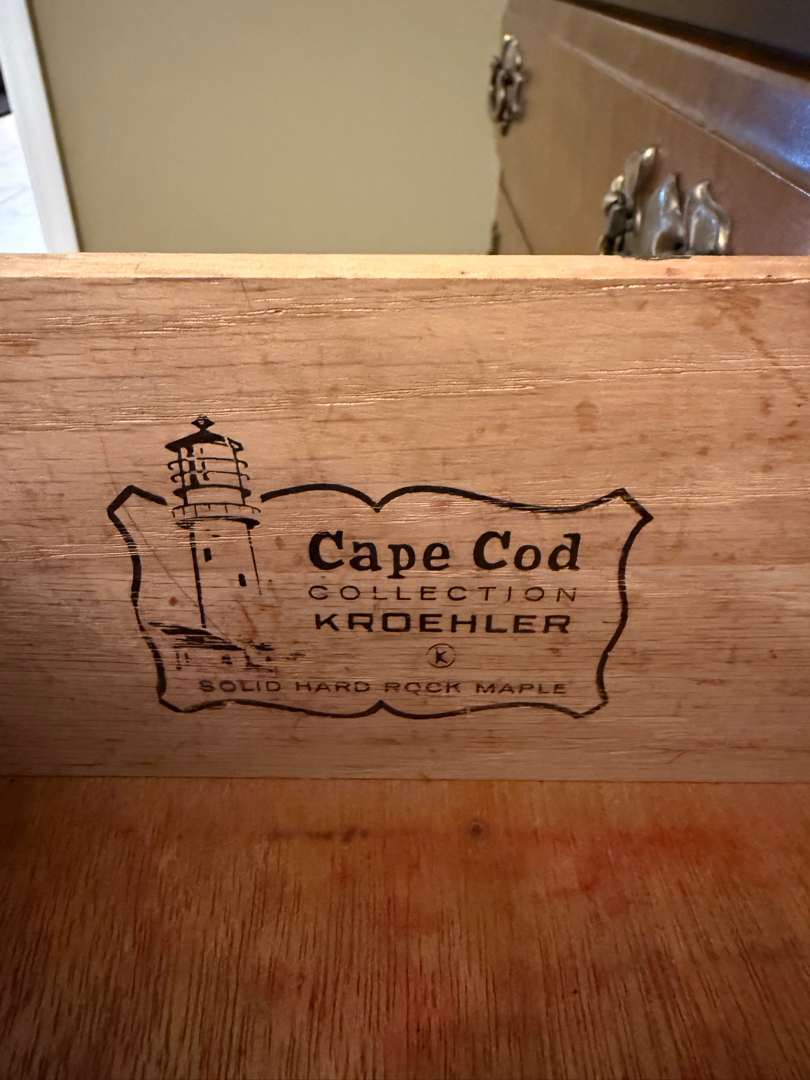 Cape Cod
COLLECTION
KROEHLER
K
SOLID HARD ROCK MAPLE